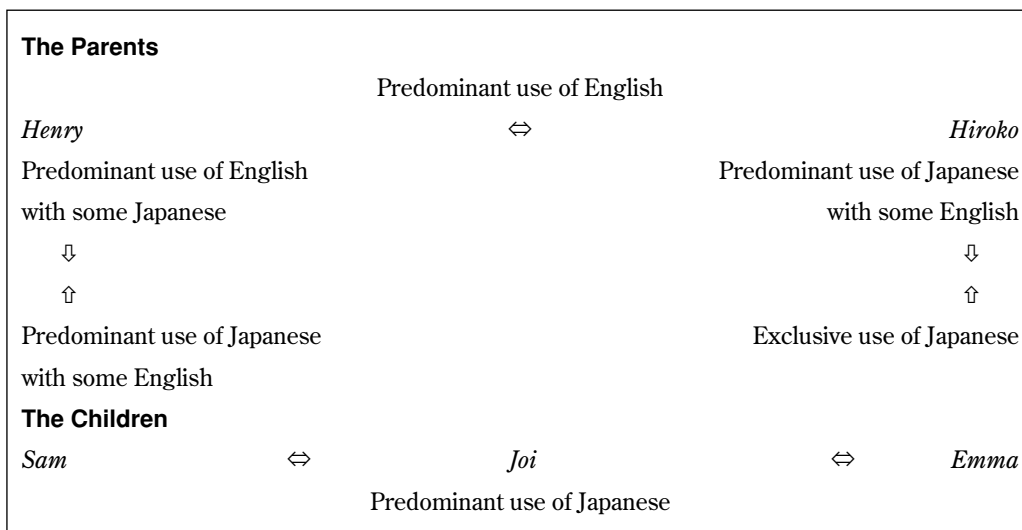 The Parents
Predominant use of English
Henry ⇔ Hiroko
Predominant use of English Predominant use of Japanese
with some Japanese with some English
⇩ ⇩
⇧ ⇧
Predominant use of Japanese Exclusive use of Japanese
with some English
The Children
Sam ⇔ Joi ⇔ Emma
Predominant use of Japanese